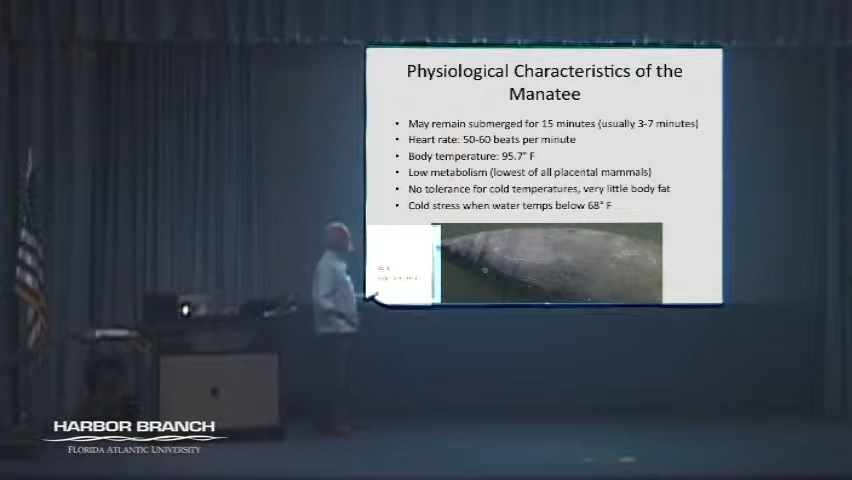 Physiological Characteristics of the
Manatee
• May remain submerged for 15 minutes (usually 3-7 minutes)
• Heart rate: 50-60 beats per minute
• Body temperature: 95.7° F
• Low metabolism (lowest of all placental mammals)
• No tolerance for cold temperatures, very little body fat
• Cold stress when water temps below 68° F
HARBOR BRANCH
FLORIDA ATLANTIC UNIVERSITY